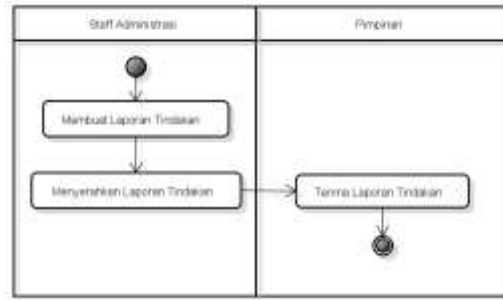 Staff Administrasi
Pimpinan
Membuat Laporan Tindakan
Menyerahkan Laporan Tindakan
Terima Laporan Tindakan